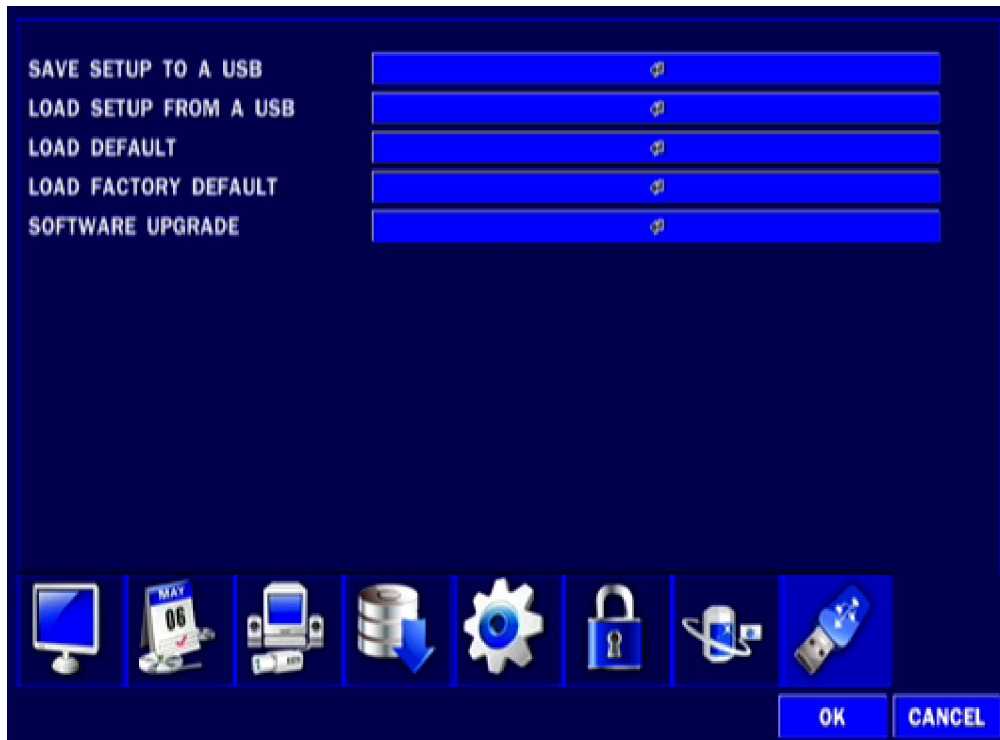 SAVE SETUP TO A USB
LOAD SETUP FROM A USB
LOAD DEFAULT
LOAD FACTORY DEFAULT
SOFTWARE UPGRADE
MAY
06
OK
CANCEL